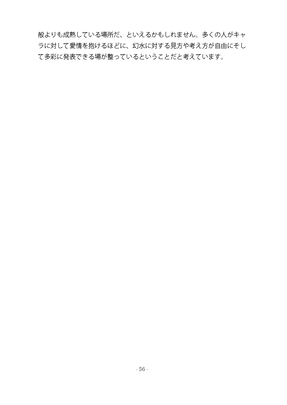 般よりも成熟している場所だ、といえるかもしれません。多くの人がキャ
ラに対して愛情を抱けるほどに、幻水に対する見方や考え方が自由にそし
て多彩に発表できる場が整っているということだと考えています。
- 56 -